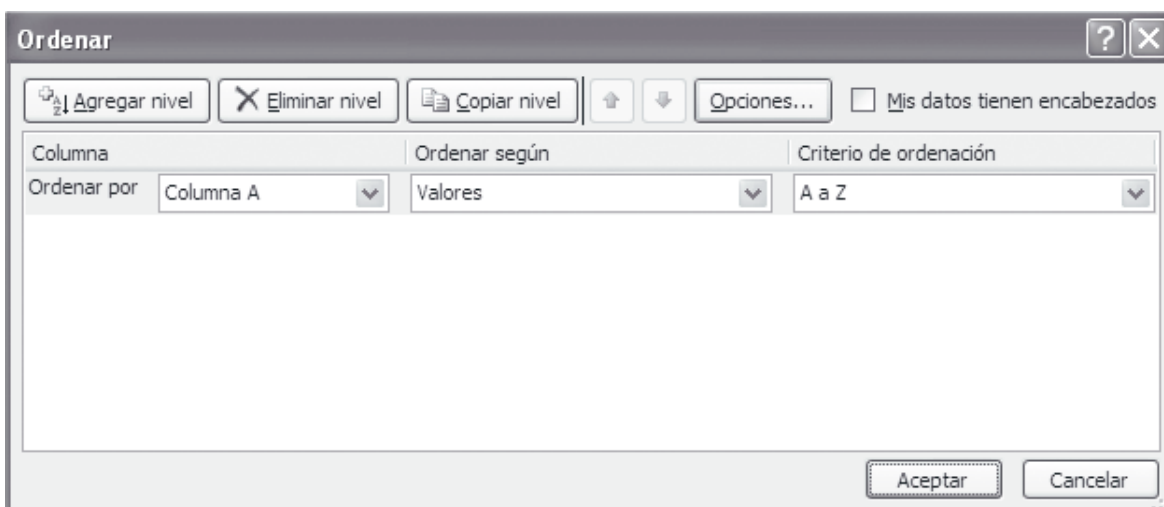 Ordenar
Agregar nivel Eliminar nivel Copiar nivel Opciones... Mis datos tienen encabezados
Columna Ordenar según Criterio de ordenación
Ordenar por Columna A Valores A a Z
Aceptar Cancelar